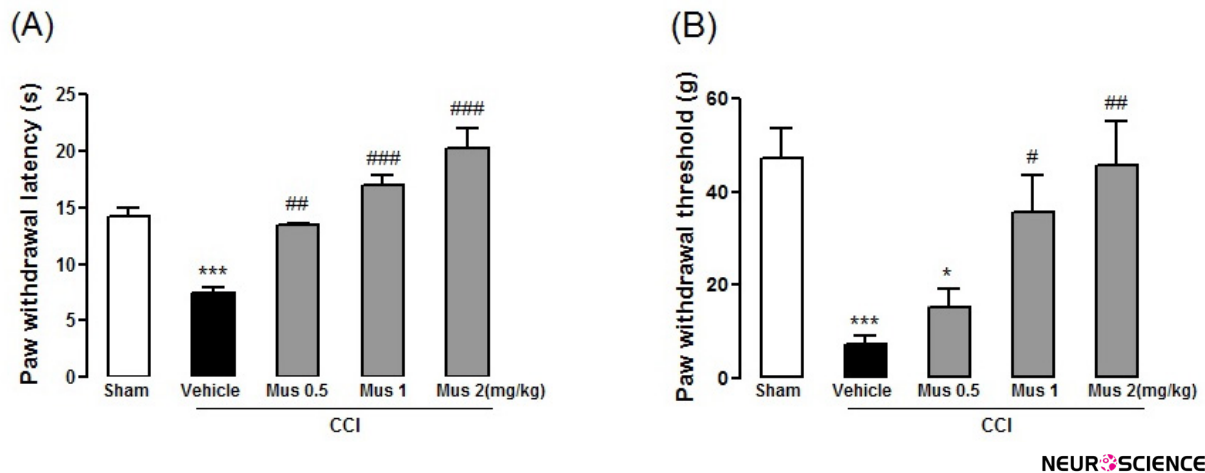 (A)
Paw withdrawal latency (s)
25
20
15
10
5
0
***
##
###
###
Sham Vehicle Mus 0.5 Mus 1 Mus 2(mg/kg)
CCI
(B)
Paw withdrawal threshold (g)
60
40
20
0
***
*
#
##
Sham Vehicle Mus 0.5 Mus 1 Mus 2(mg/kg)
CCI
NEUROSCIENCE